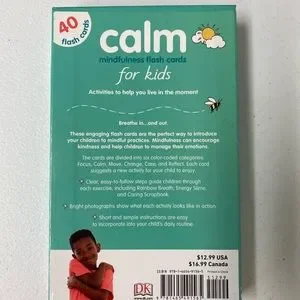 40
flash cards
calm
mindfulness flash cards
for kids
Activities to help you live in the moment
Breathe in...and out.
These engaging flash cards are the perfect way to introduce
your children to mindful practices. Mindfulness can encourage
kindness and help children to manage their emotions.
The cards are divided into six color-coded categories:
Focus, Calm, Move, Change, Care, and Reflect. Each card
suggests a new activity for your child to enjoy.
• Clear, easy-to-follow steps guide children through
each exercise, including Rainbow Breath, Energy Slime,
and Caring Scrapbook
• Bright photographs show what each activity looks like in action
• Short and simple instructions are easy
to incorporate into your child's daily routine
$12.99 USA
$16.99 Canada
DK